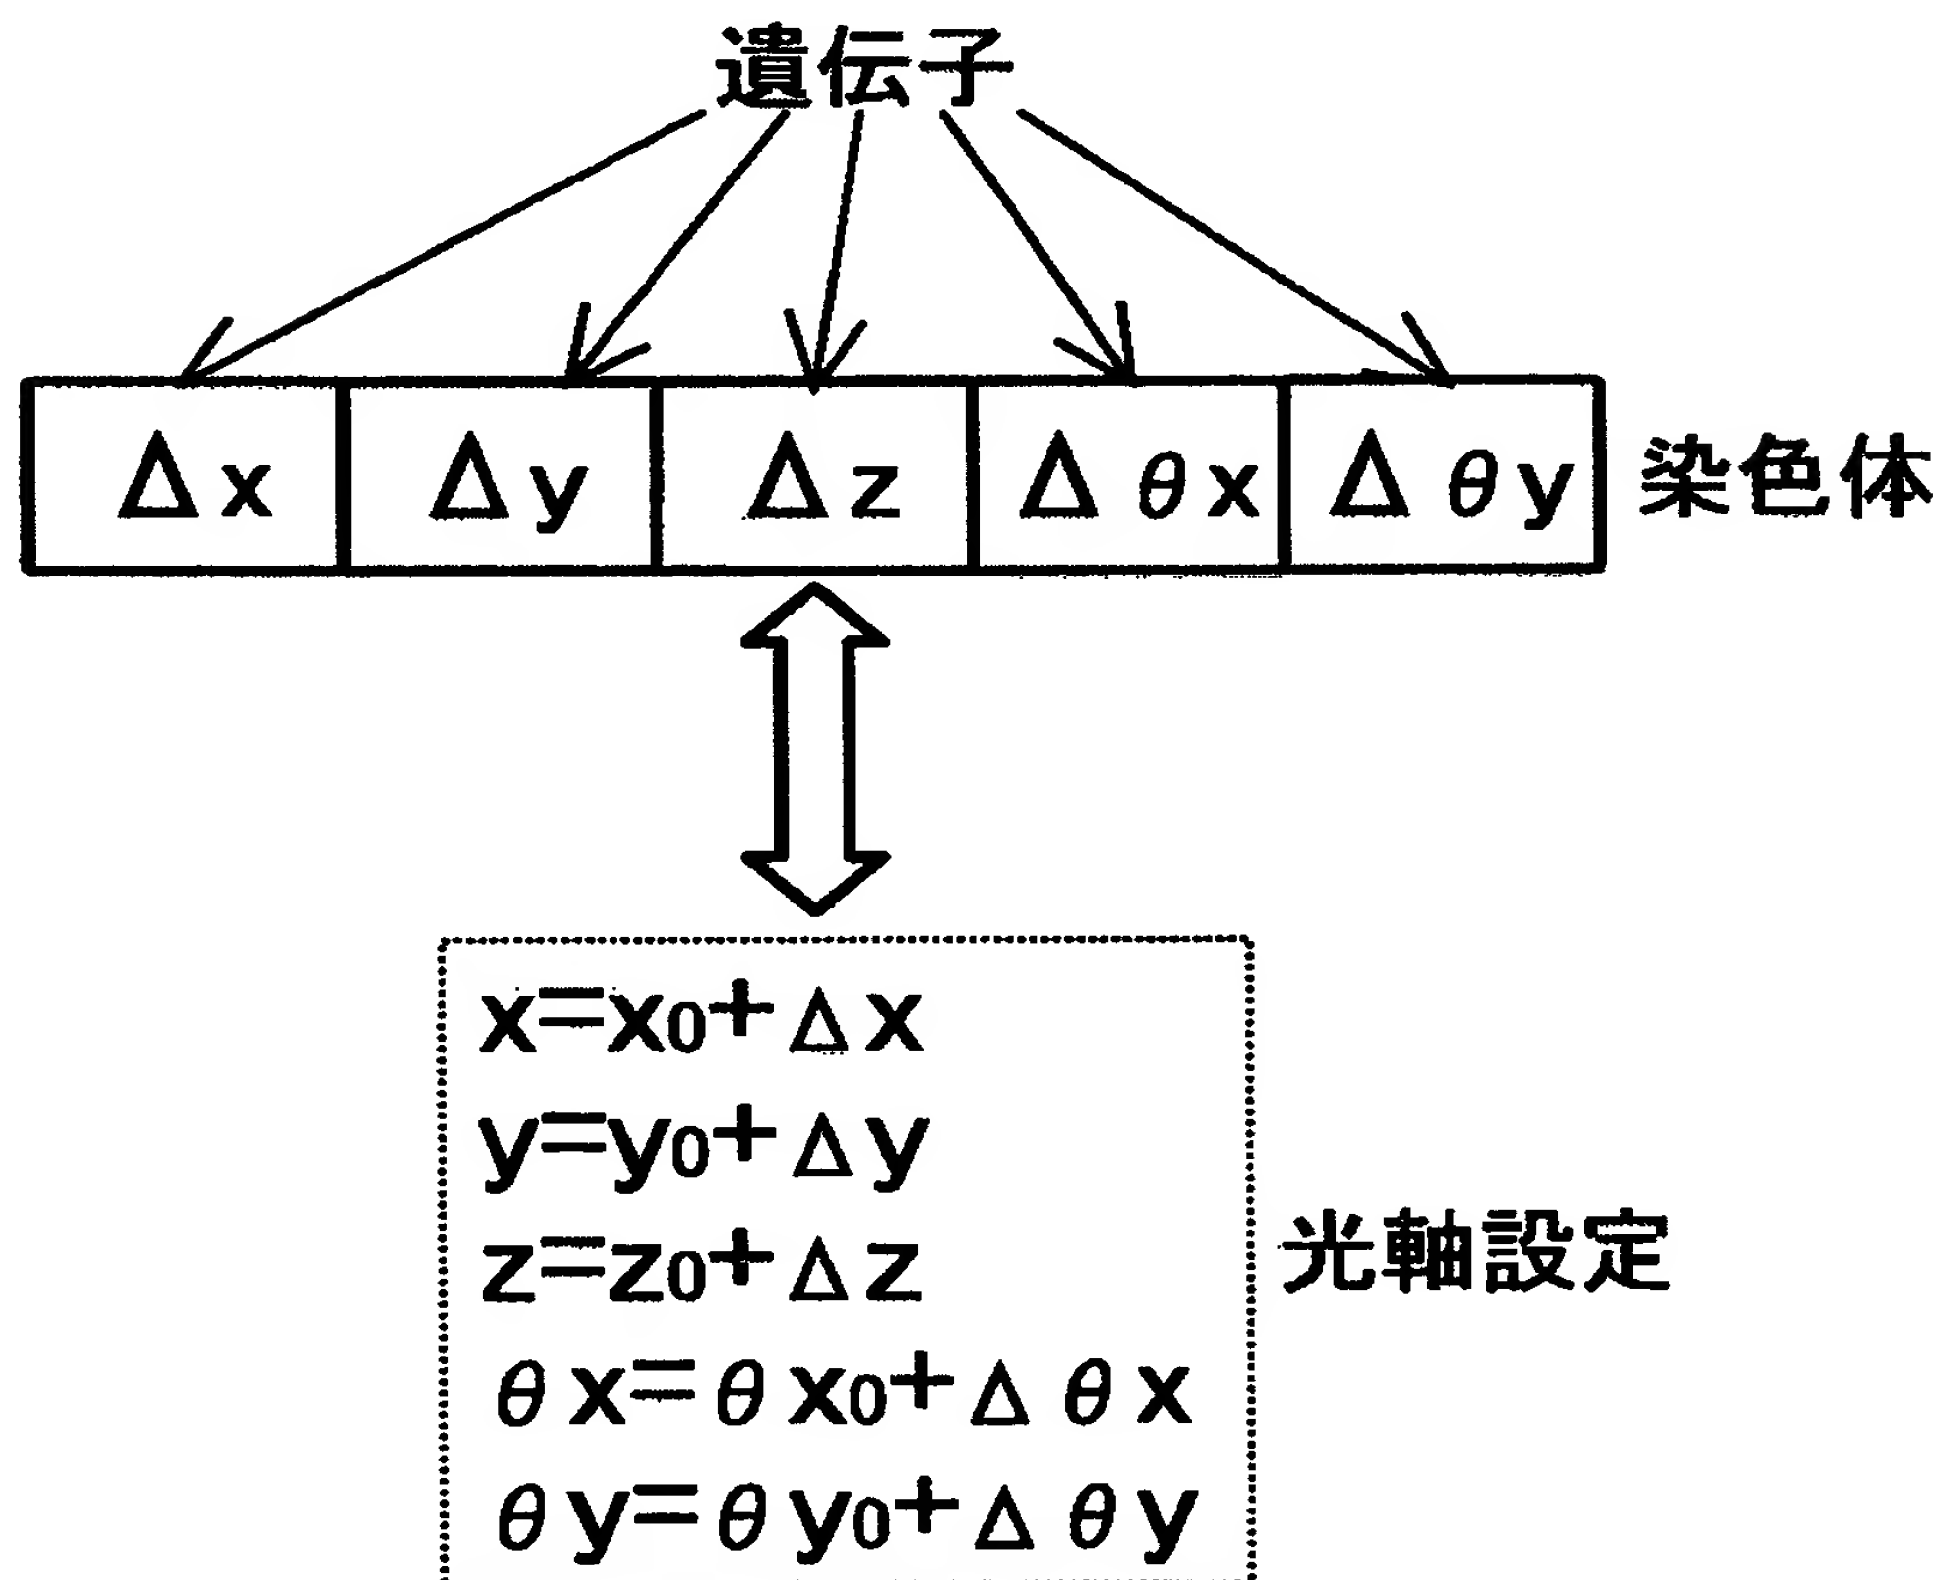 遺伝子
Δx Δy Δz Δθx Δθy 染色体
x=x₀+Δx
y=y₀+Δy
z=z₀+Δz
光軸設定
θx=θx₀+Δθx
θy=θy₀+Δθy